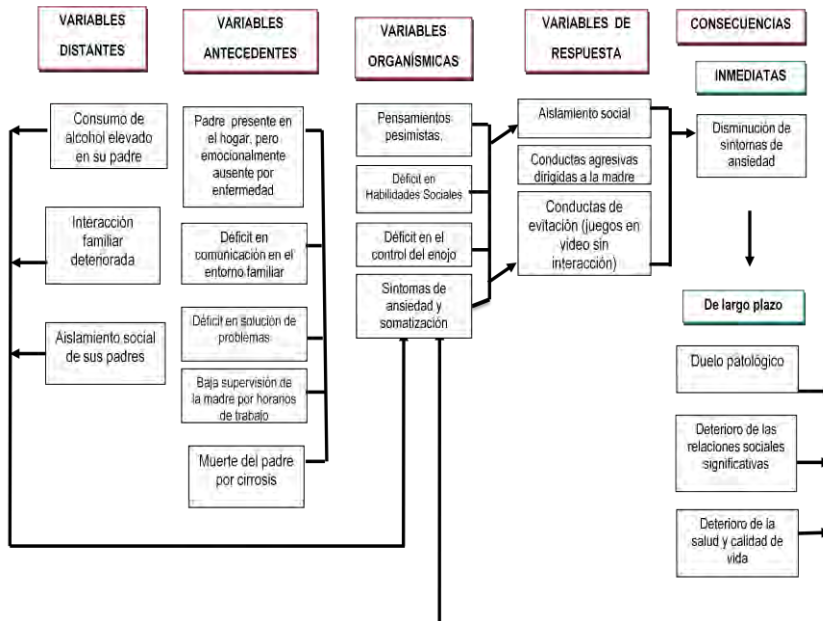 VARIABLES
DISTANTES
Consumo de
alcohol elevado
en su padre
Interacción
familiar
deteriorada
Aislamiento social
de sus padres
VARIABLES
ANTECEDENTES
Padre presente en
el hogar, pero
emocionalmente
ausente por
enfermedad
Déficit en
comunicación en el
entorno familiar
Déficit en solución de
problemas
Baja supervisión de
la madre por horarios
de trabajo
Muerte del padre
por cirrosis
VARIABLES
ORGANÍSMICAS
Pensamientos
pesimistas.
Déficit en
Habilidades Sociales
Déficit en el
control del enojo
Síntomas de
ansiedad y
somatización
VARIABLES DE
RESPUESTA
Aislamiento social
Conductas agresivas
dirigidas a la madre
Conductas de
evitación (juegos en
video sin
interacción)
CONSECUENCIAS
INMEDIATAS
Disminución de
síntomas de
ansiedad
De largo plazo
Duelo patológico
Deterioro de las
relaciones sociales
significativas
Deterioro de la
salud y calidad de
vida